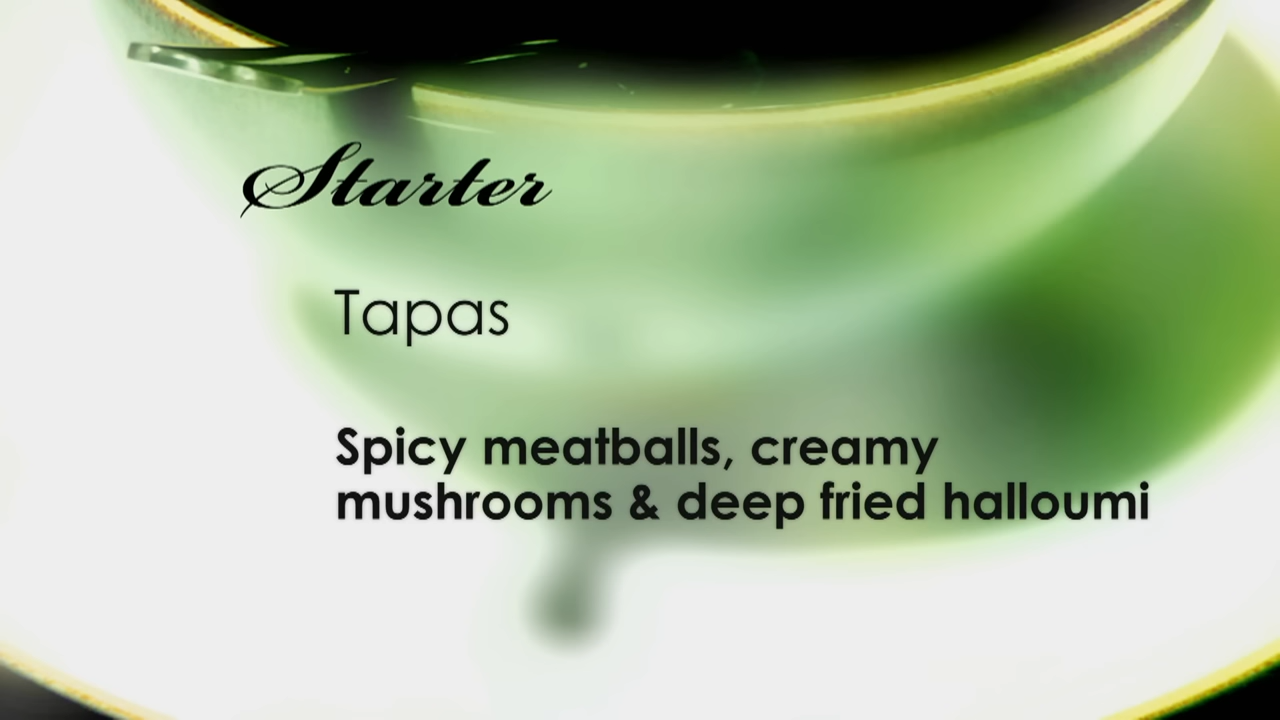 Starter
Tapas
Spicy meatballs, creamy
mushrooms & deep fried halloumi